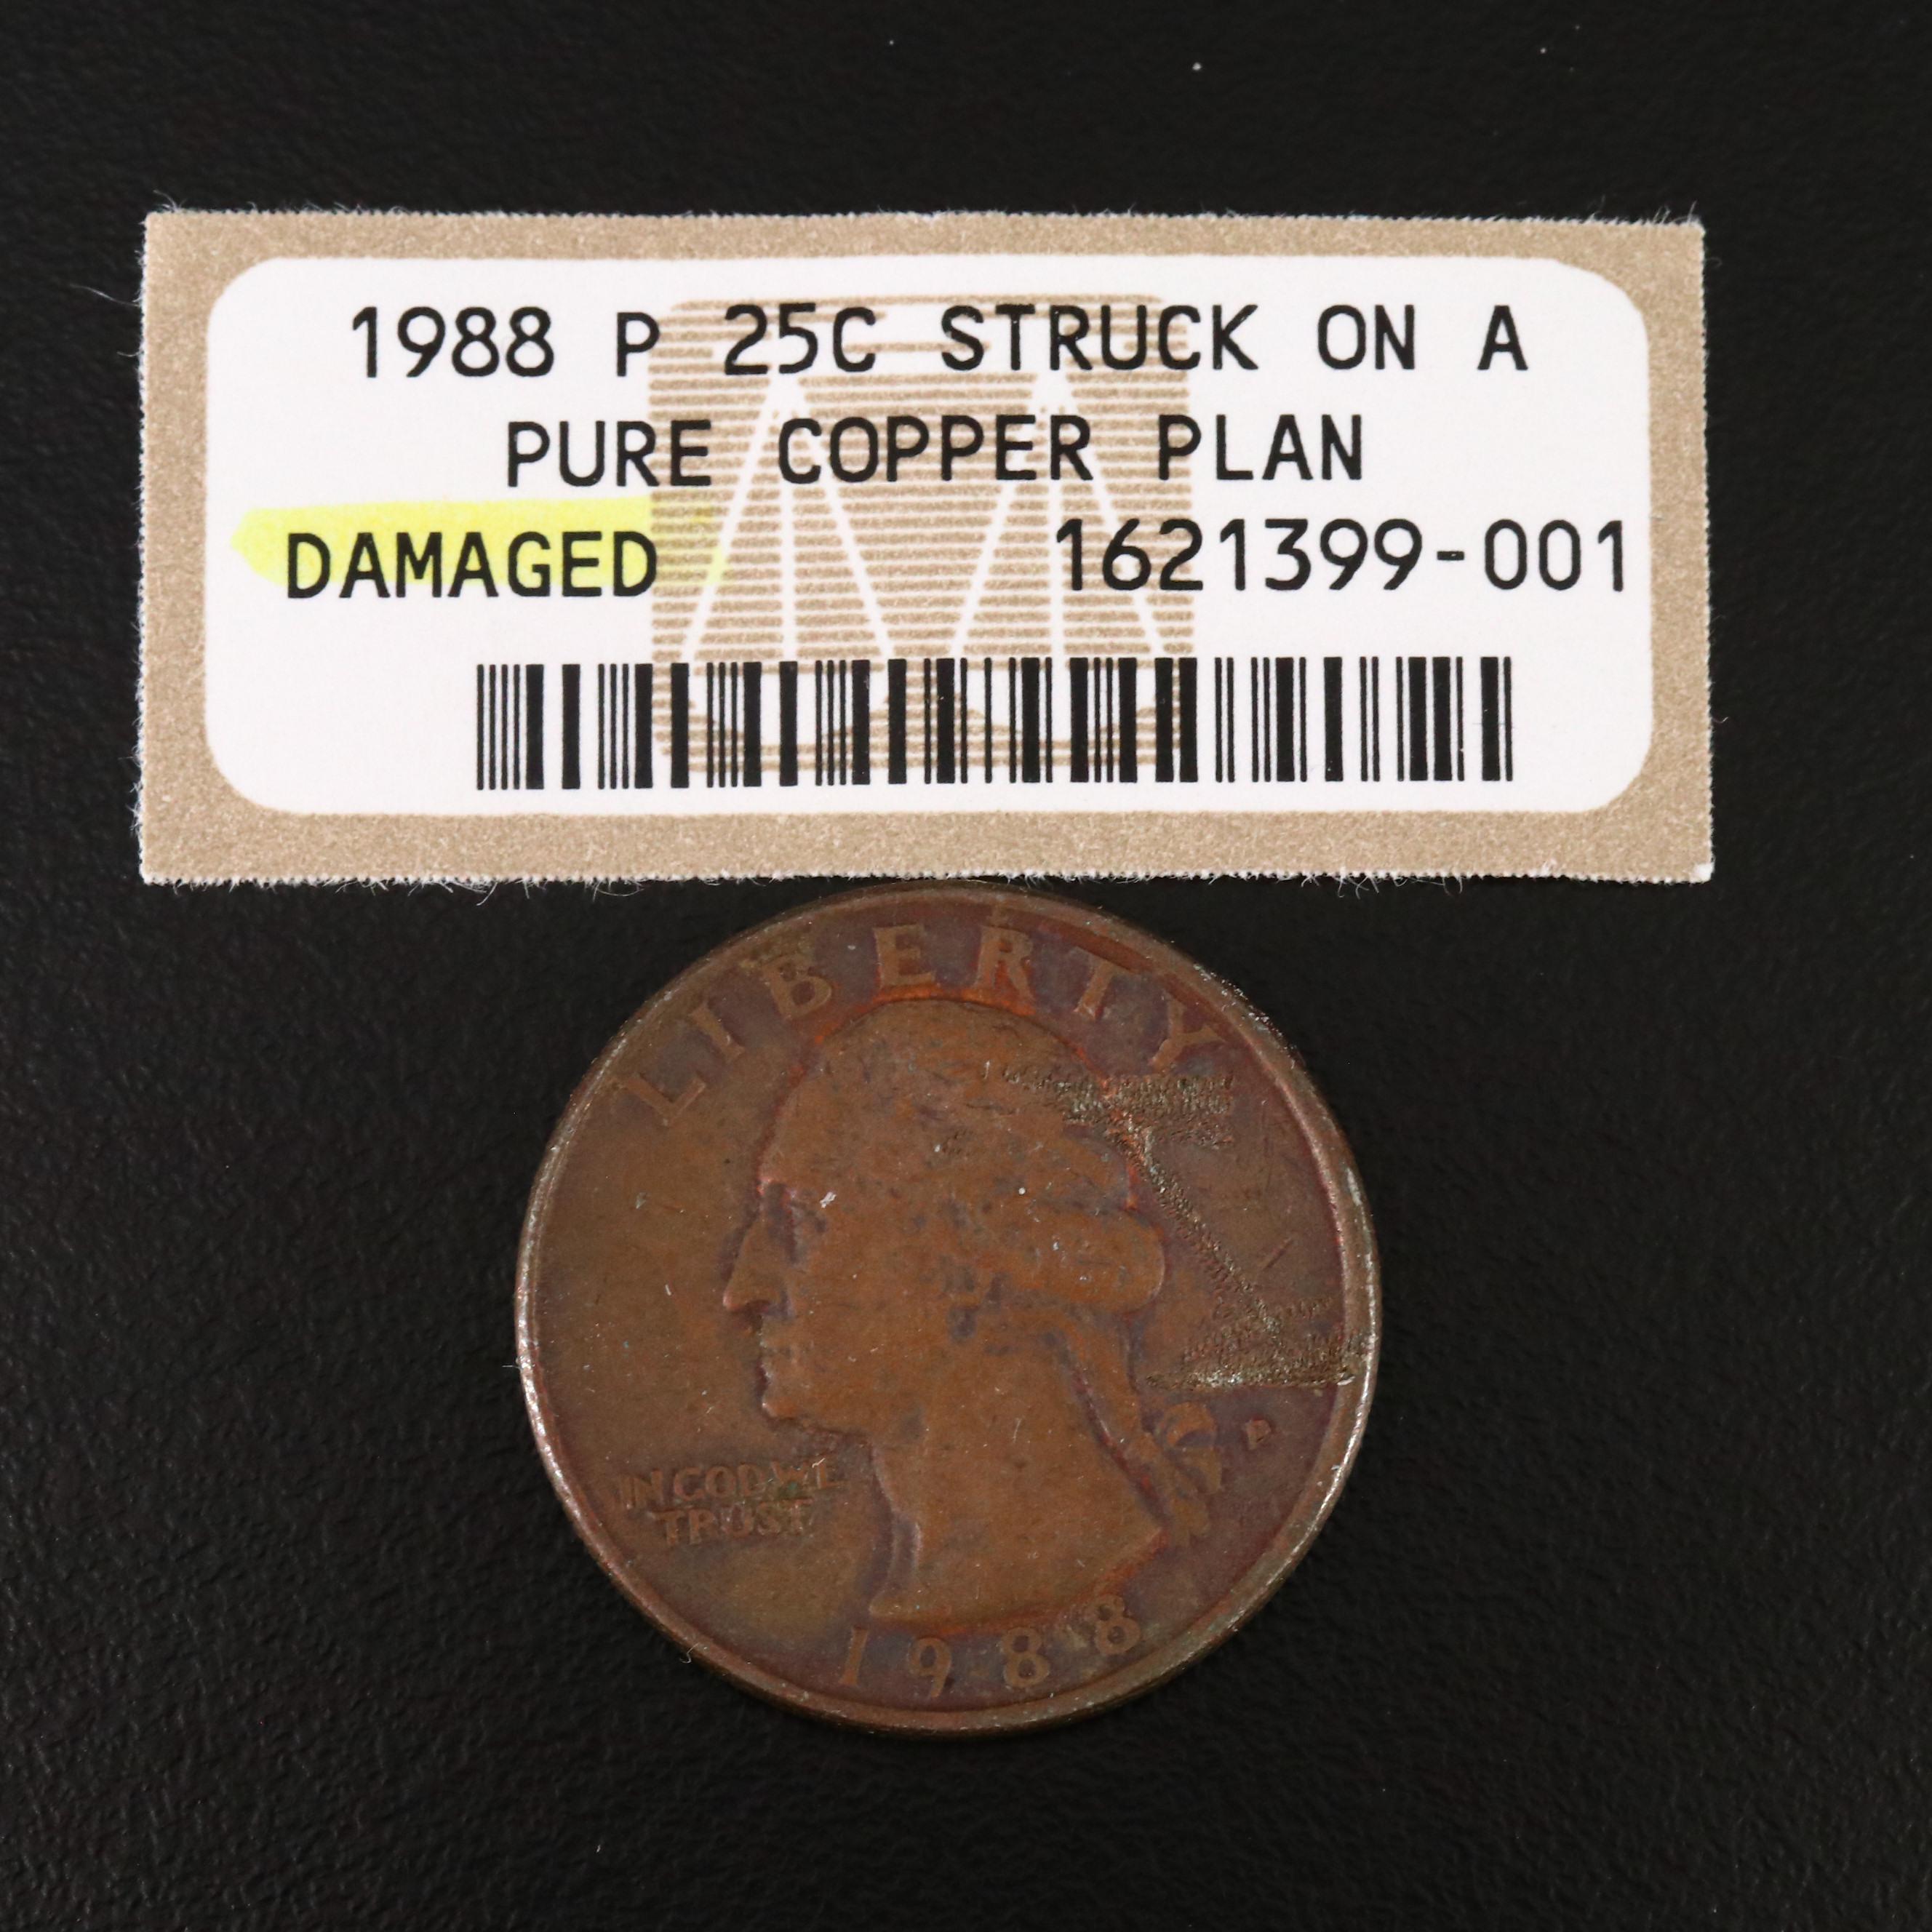 1988 P 25C STRUCK ON A
PURE COPPER PLAN
DAMAGED 1621399-001
LIBERTY
IN GOD WE
TRUST
P
1988